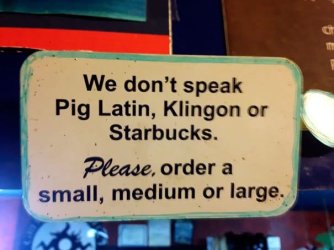 We don't speak
Pig Latin, Klingon or
Starbucks.
Please, order a
small, medium or large.